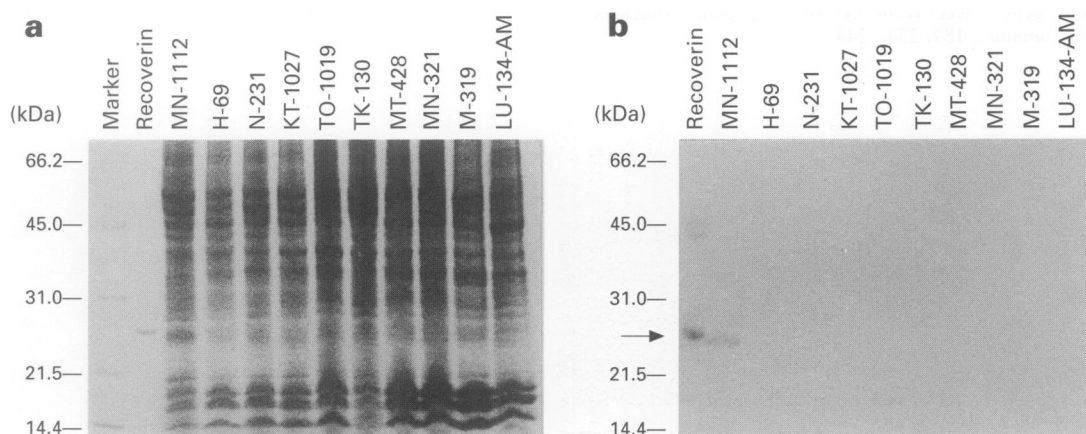 a
(kDa)
Marker
Recoverin
MN-1112
H-69
N-231
KT-1027
TO-1019
TK-130
MT-428
MN-321
M-319
LU-134-AM
66.2—
45.0—
31.0—
21.5—
14.4—
b
(kDa)
Recoverin
MN-1112
H-69
N-231
KT-1027
TO-1019
TK-130
MT-428
MN-321
M-319
LU-134-AM
66.2—
45.0—
31.0—
21.5—
14.4—